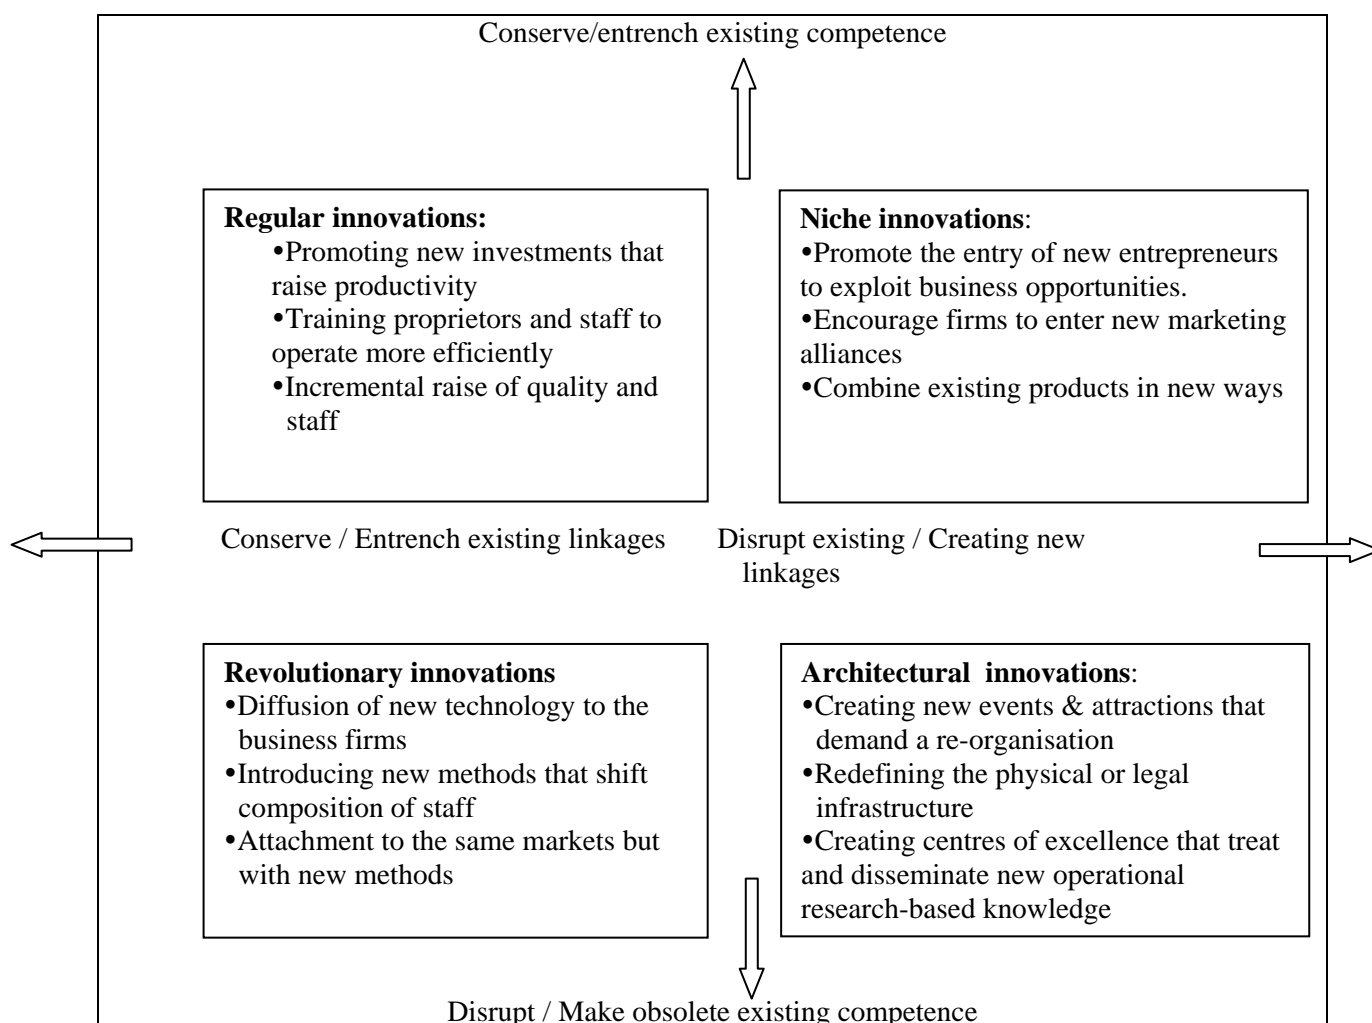 Conserve/entrench existing competence
Regular innovations:
•Promoting new investments that
raise productivity
•Training proprietors and staff to
operate more efficiently
•Incremental raise of quality and
staff
Niche innovations:
•Promote the entry of new entrepreneurs
to exploit business opportunities.
•Encourage firms to enter new marketing
alliances
•Combine existing products in new ways
Conserve / Entrench existing linkages
Disrupt existing / Creating new
linkages
Revolutionary innovations
•Diffusion of new technology to the
business firms
•Introducing new methods that shift
composition of staff
•Attachment to the same markets but
with new methods
Architectural innovations:
•Creating new events & attractions that
demand a re-organisation
•Redefining the physical or legal
infrastructure
•Creating centres of excellence that treat
and disseminate new operational
research-based knowledge
Disrupt / Make obsolete existing competence